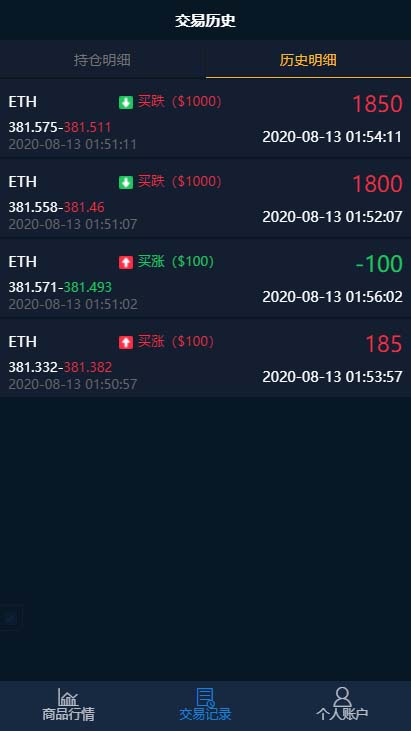 交易历史
持仓明细 历史明细
ETH 买跌（$1000） 1850
381.575-381.511
2020-08-13 01:51:11 2020-08-13 01:54:11
ETH 买跌（$1000） 1800
381.558-381.46
2020-08-13 01:51:07 2020-08-13 01:52:07
ETH 买涨（$100） -100
381.571-381.493
2020-08-13 01:51:02 2020-08-13 01:56:02
ETH 买涨（$100） 185
381.332-381.382
2020-08-13 01:50:57 2020-08-13 01:53:57
商品行情 交易记录 个人账户